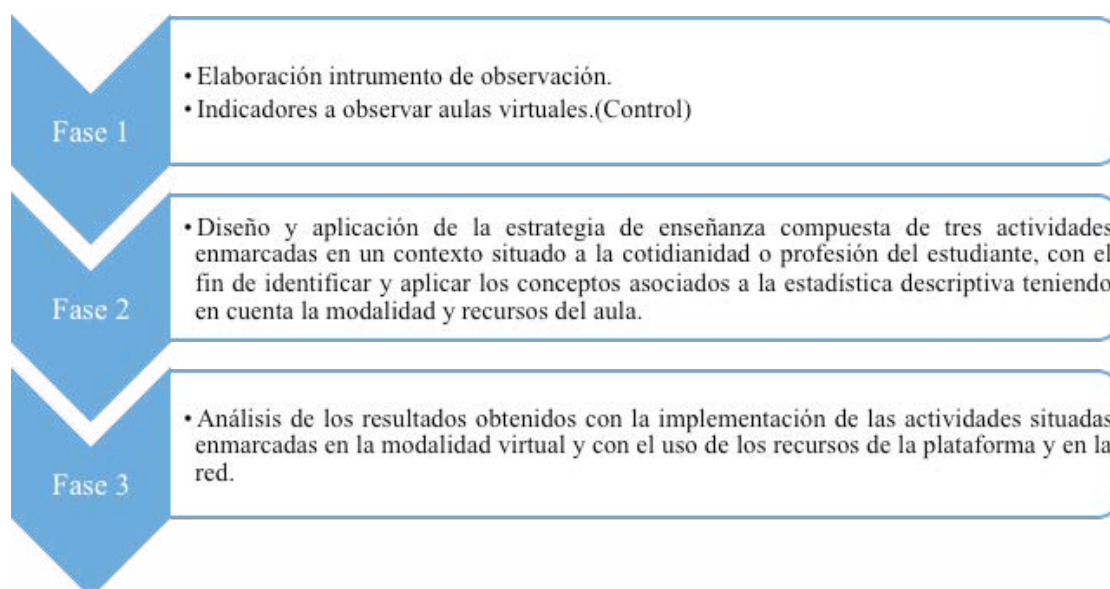 Fase 1
• Elaboración intrumento de observación.
• Indicadores a observar aulas virtuales.(Control)
Fase 2
• Diseño y aplicación de la estrategia de enseñanza compuesta de tres actividades
enmarcadas en un contexto situado a la cotidianidad o profesión del estudiante, con el
fin de identificar y aplicar los conceptos asociados a la estadística descriptiva teniendo
en cuenta la modalidad y recursos del aula.
Fase 3
• Análisis de los resultados obtenidos con la implementación de las actividades situadas
enmarcadas en la modalidad virtual y con el uso de los recursos de la plataforma y en la
red.